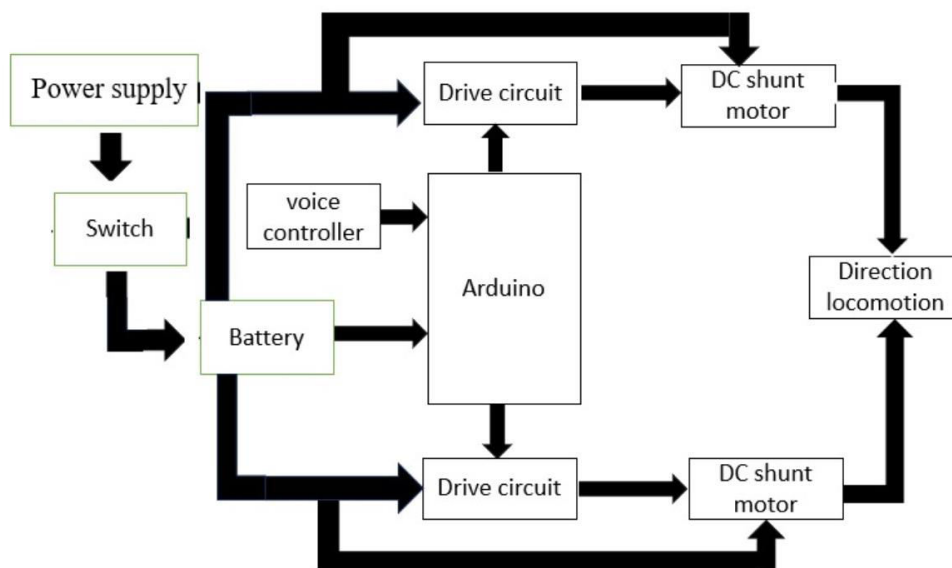 Power supply
Drive circuit
DC shunt
motor
Switch
voice
controller
Arduino
Direction
locomotion
Battery
Drive circuit
DC shunt
motor